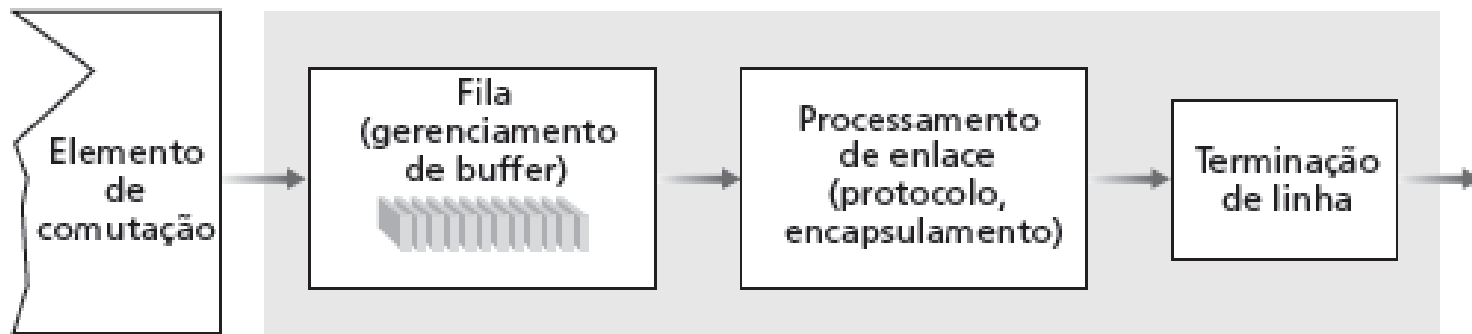 Elemento
de
comutação
Fila
(gerenciamento
de buffer)
Processamento
de enlace
(protocolo,
encapsulamento)
Terminação
de linha